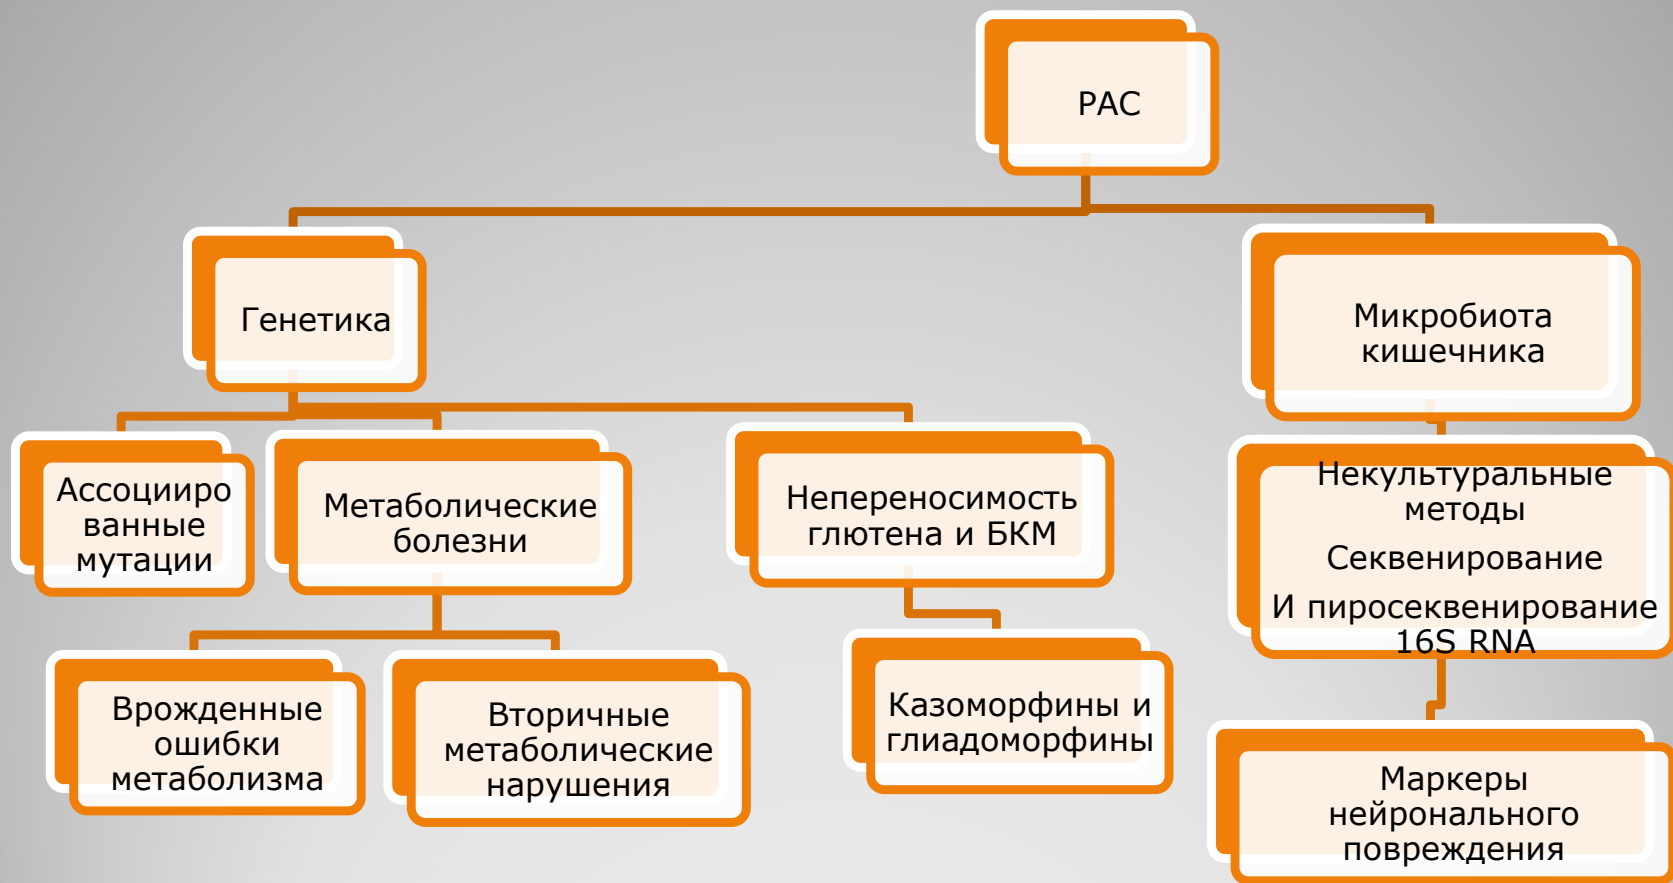 РАС
Генетика
Микробиота
кишечника
Ассоцииро
ванные
мутации
Метаболические
болезни
Непереносимость
глютена и БКМ
Некультуральные
методы
Секвенирование
И пиросеквенирование
16S RNA
Врожденные
ошибки
метаболизма
Вторичные
метаболические
нарушения
Казоморфины и
глиадоморфины
Маркеры
нейронального
повреждения